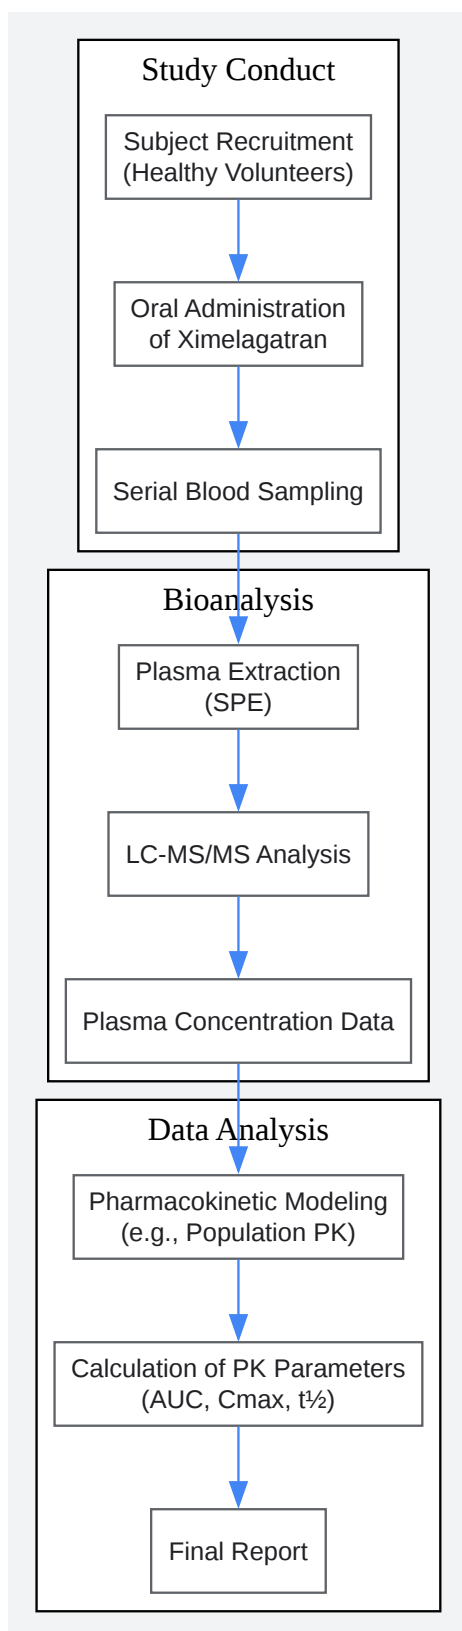 Study Conduct
Subject Recruitment
(Healthy Volunteers)
Oral Administration
of Ximelagatran
Serial Blood Sampling
Bioanalysis
Plasma Extraction
(SPE)
LC-MS/MS Analysis
Plasma Concentration Data
Data Analysis
Pharmacokinetic Modeling
(e.g., Population PK)
Calculation of PK Parameters
(AUC, Cmax, t½)
Final Report